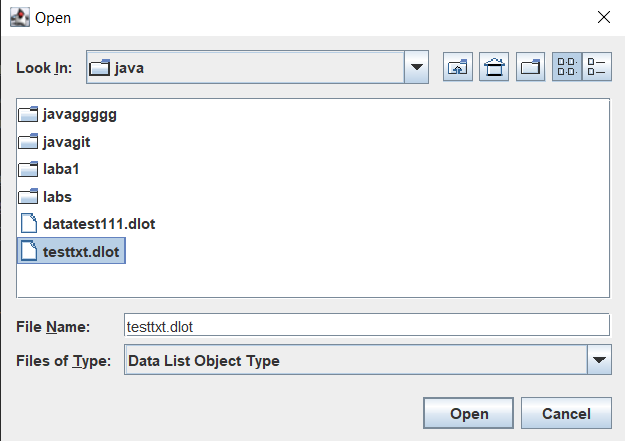 Open
Look In: java
javaggggg
javagit
laba1
labs
datatest111.dlot
testtxt.dlot
File Name: testtxt.dlot
Files of Type: Data List Object Type
Open Cancel